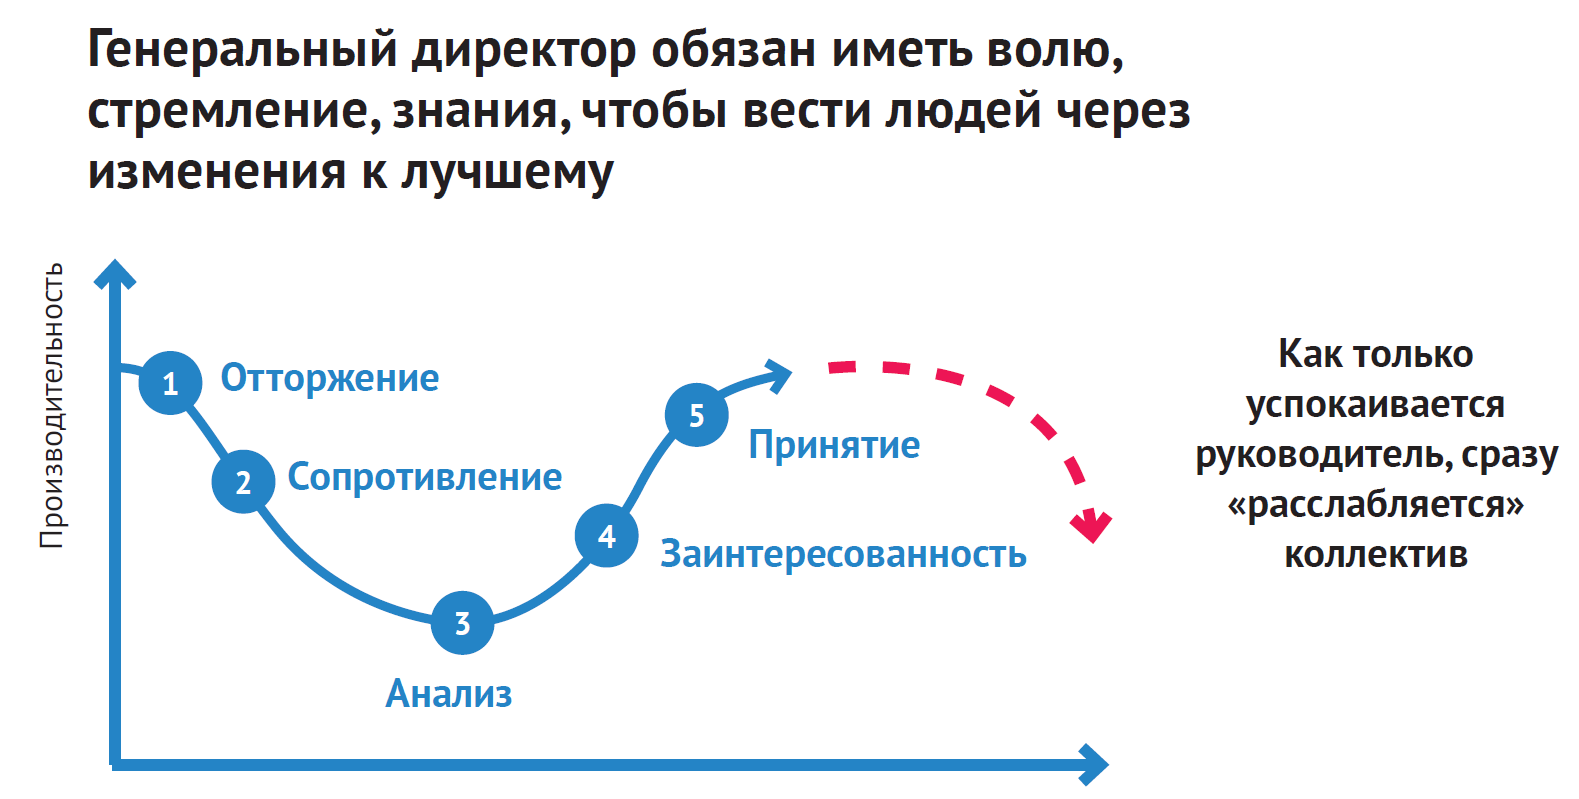 Генеральный директор обязан иметь волю,
стремление, знания, чтобы вести людей через
изменения к лучшему
Производительность
1
Отторжение
2
Сопротивление
3
Анализ
4
Заинтересованность
5
Принятие
Как только
успокаивается
руководитель, сразу
«расслабляется»
коллектив